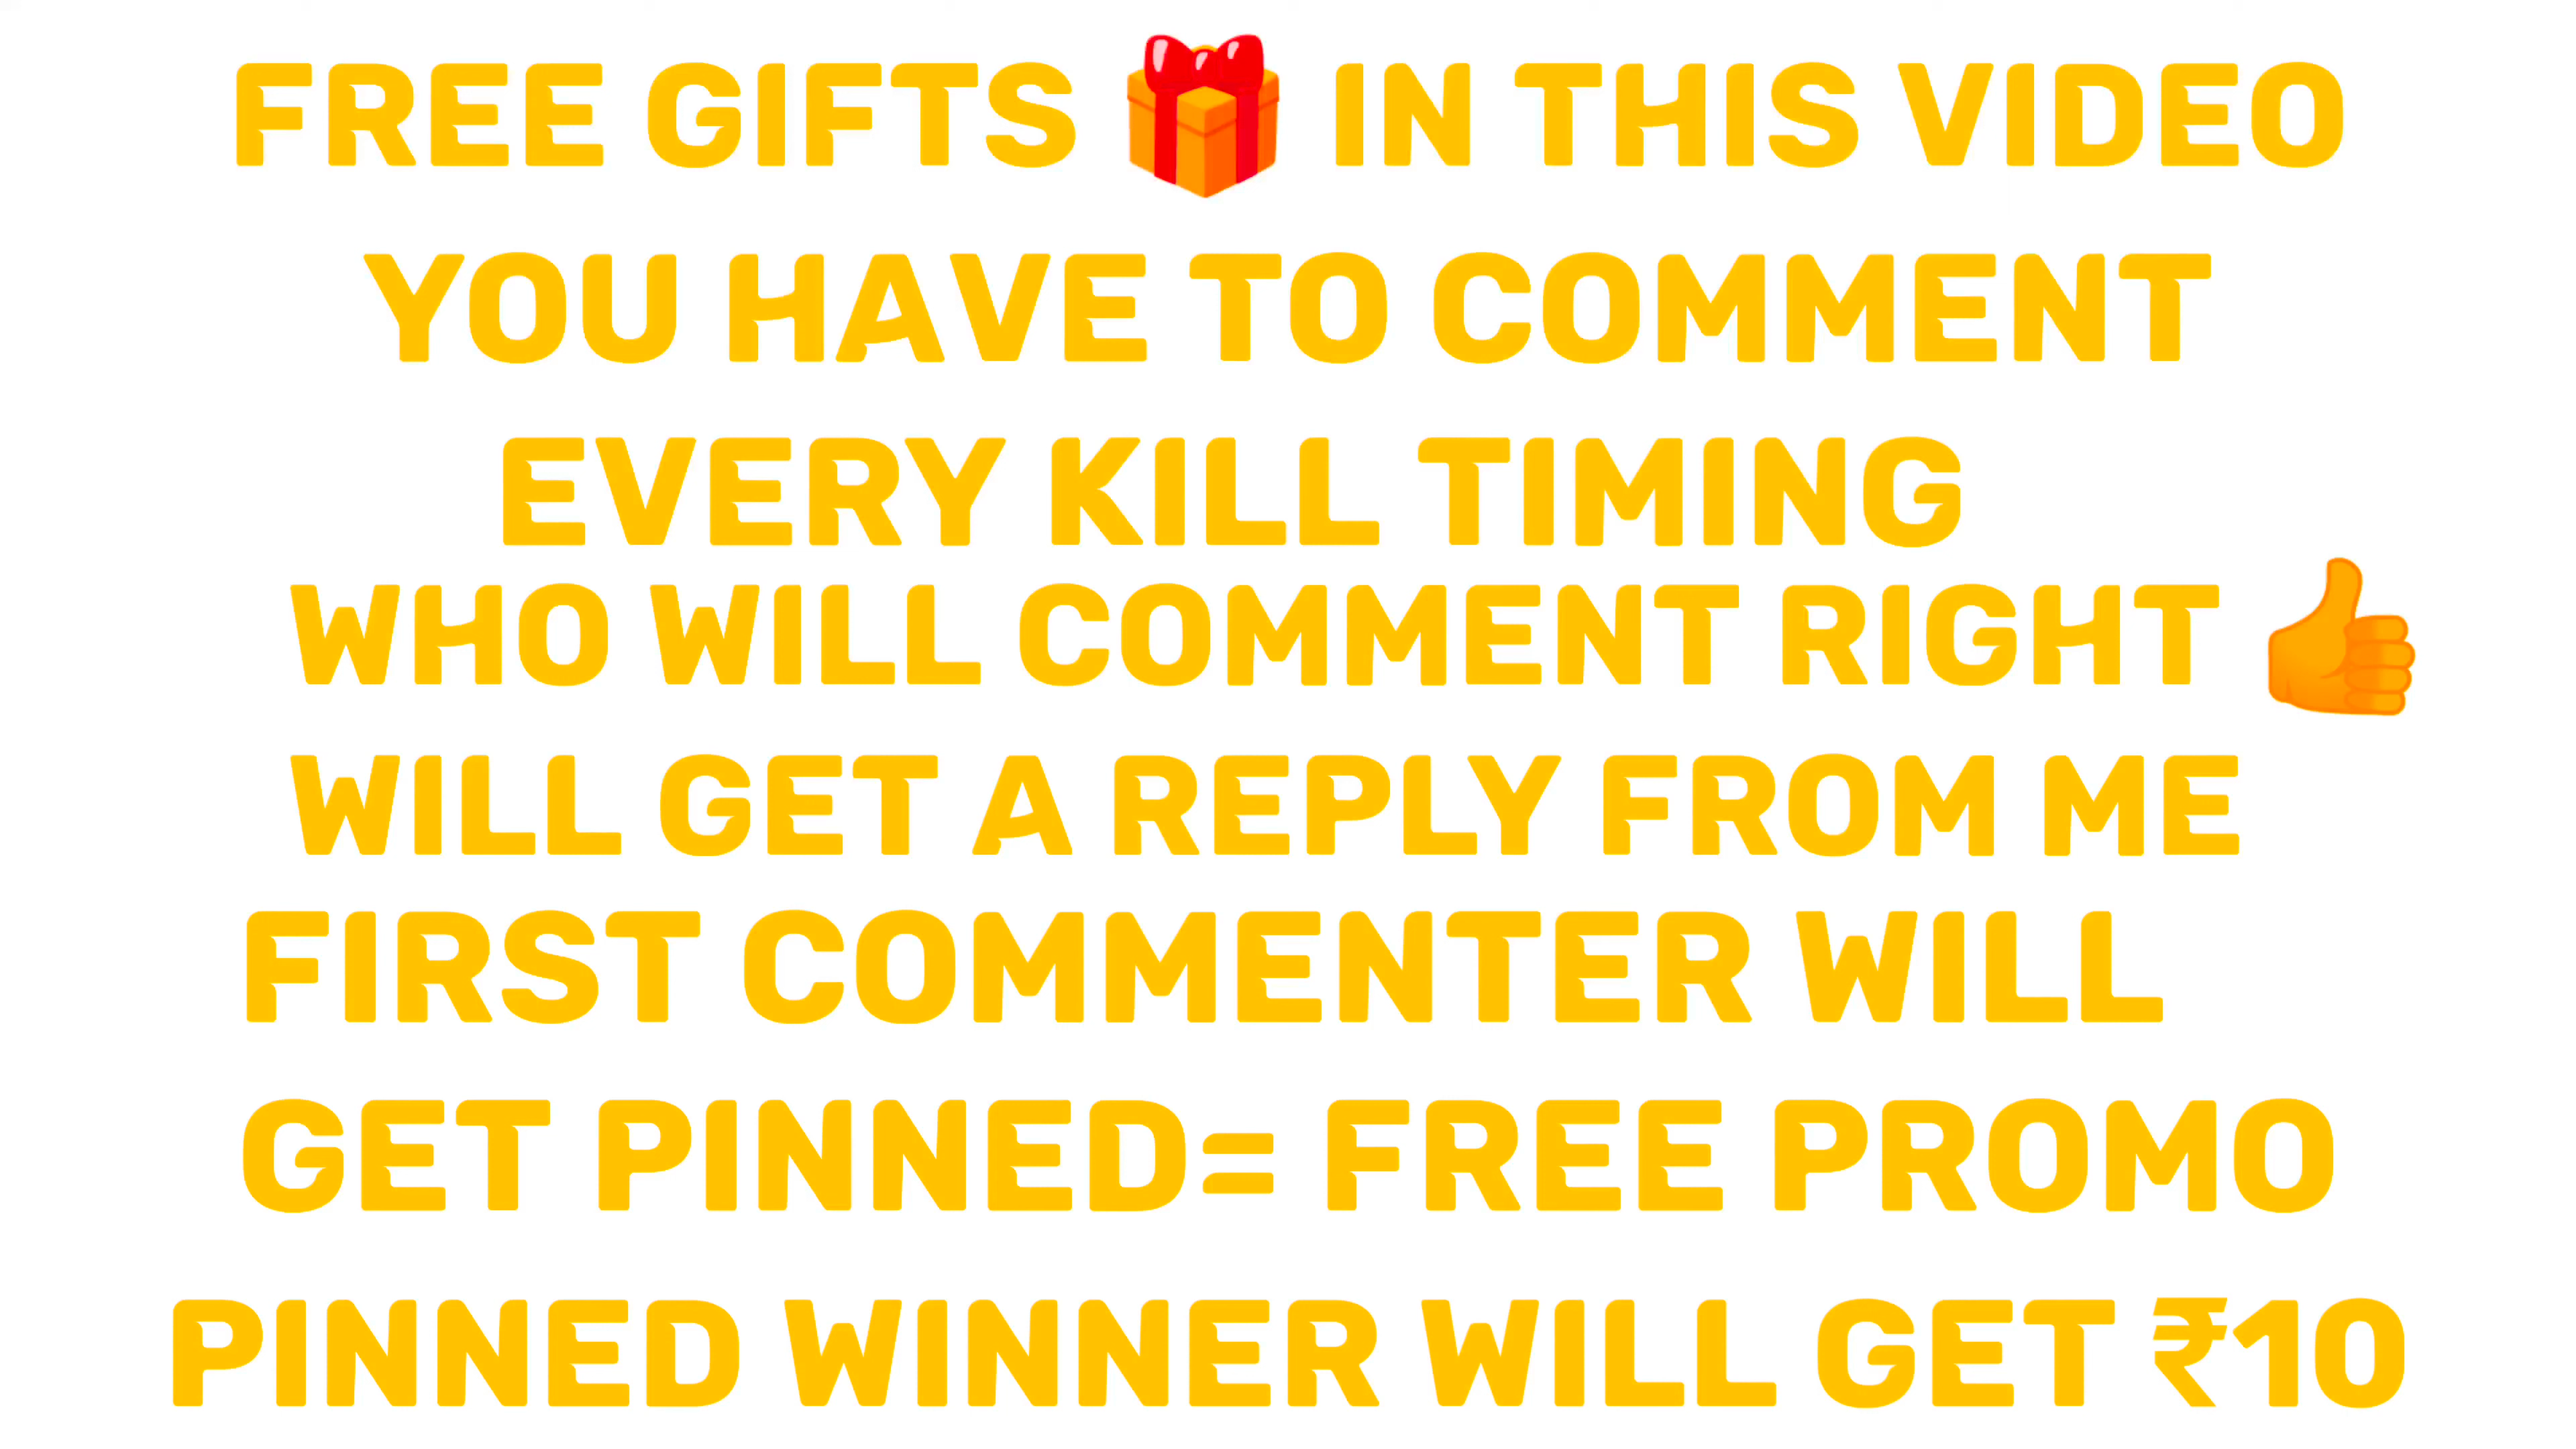 FREE GIFTS 🎁 IN THIS VIDEO
YOU HAVE TO COMMENT
EVERY KILL TIMING
WHO WILL COMMENT RIGHT 👍
WILL GET A REPLY FROM ME
FIRST COMMENTER WILL
GET PINNED= FREE PROMO
PINNED WINNER WILL GET ₹10